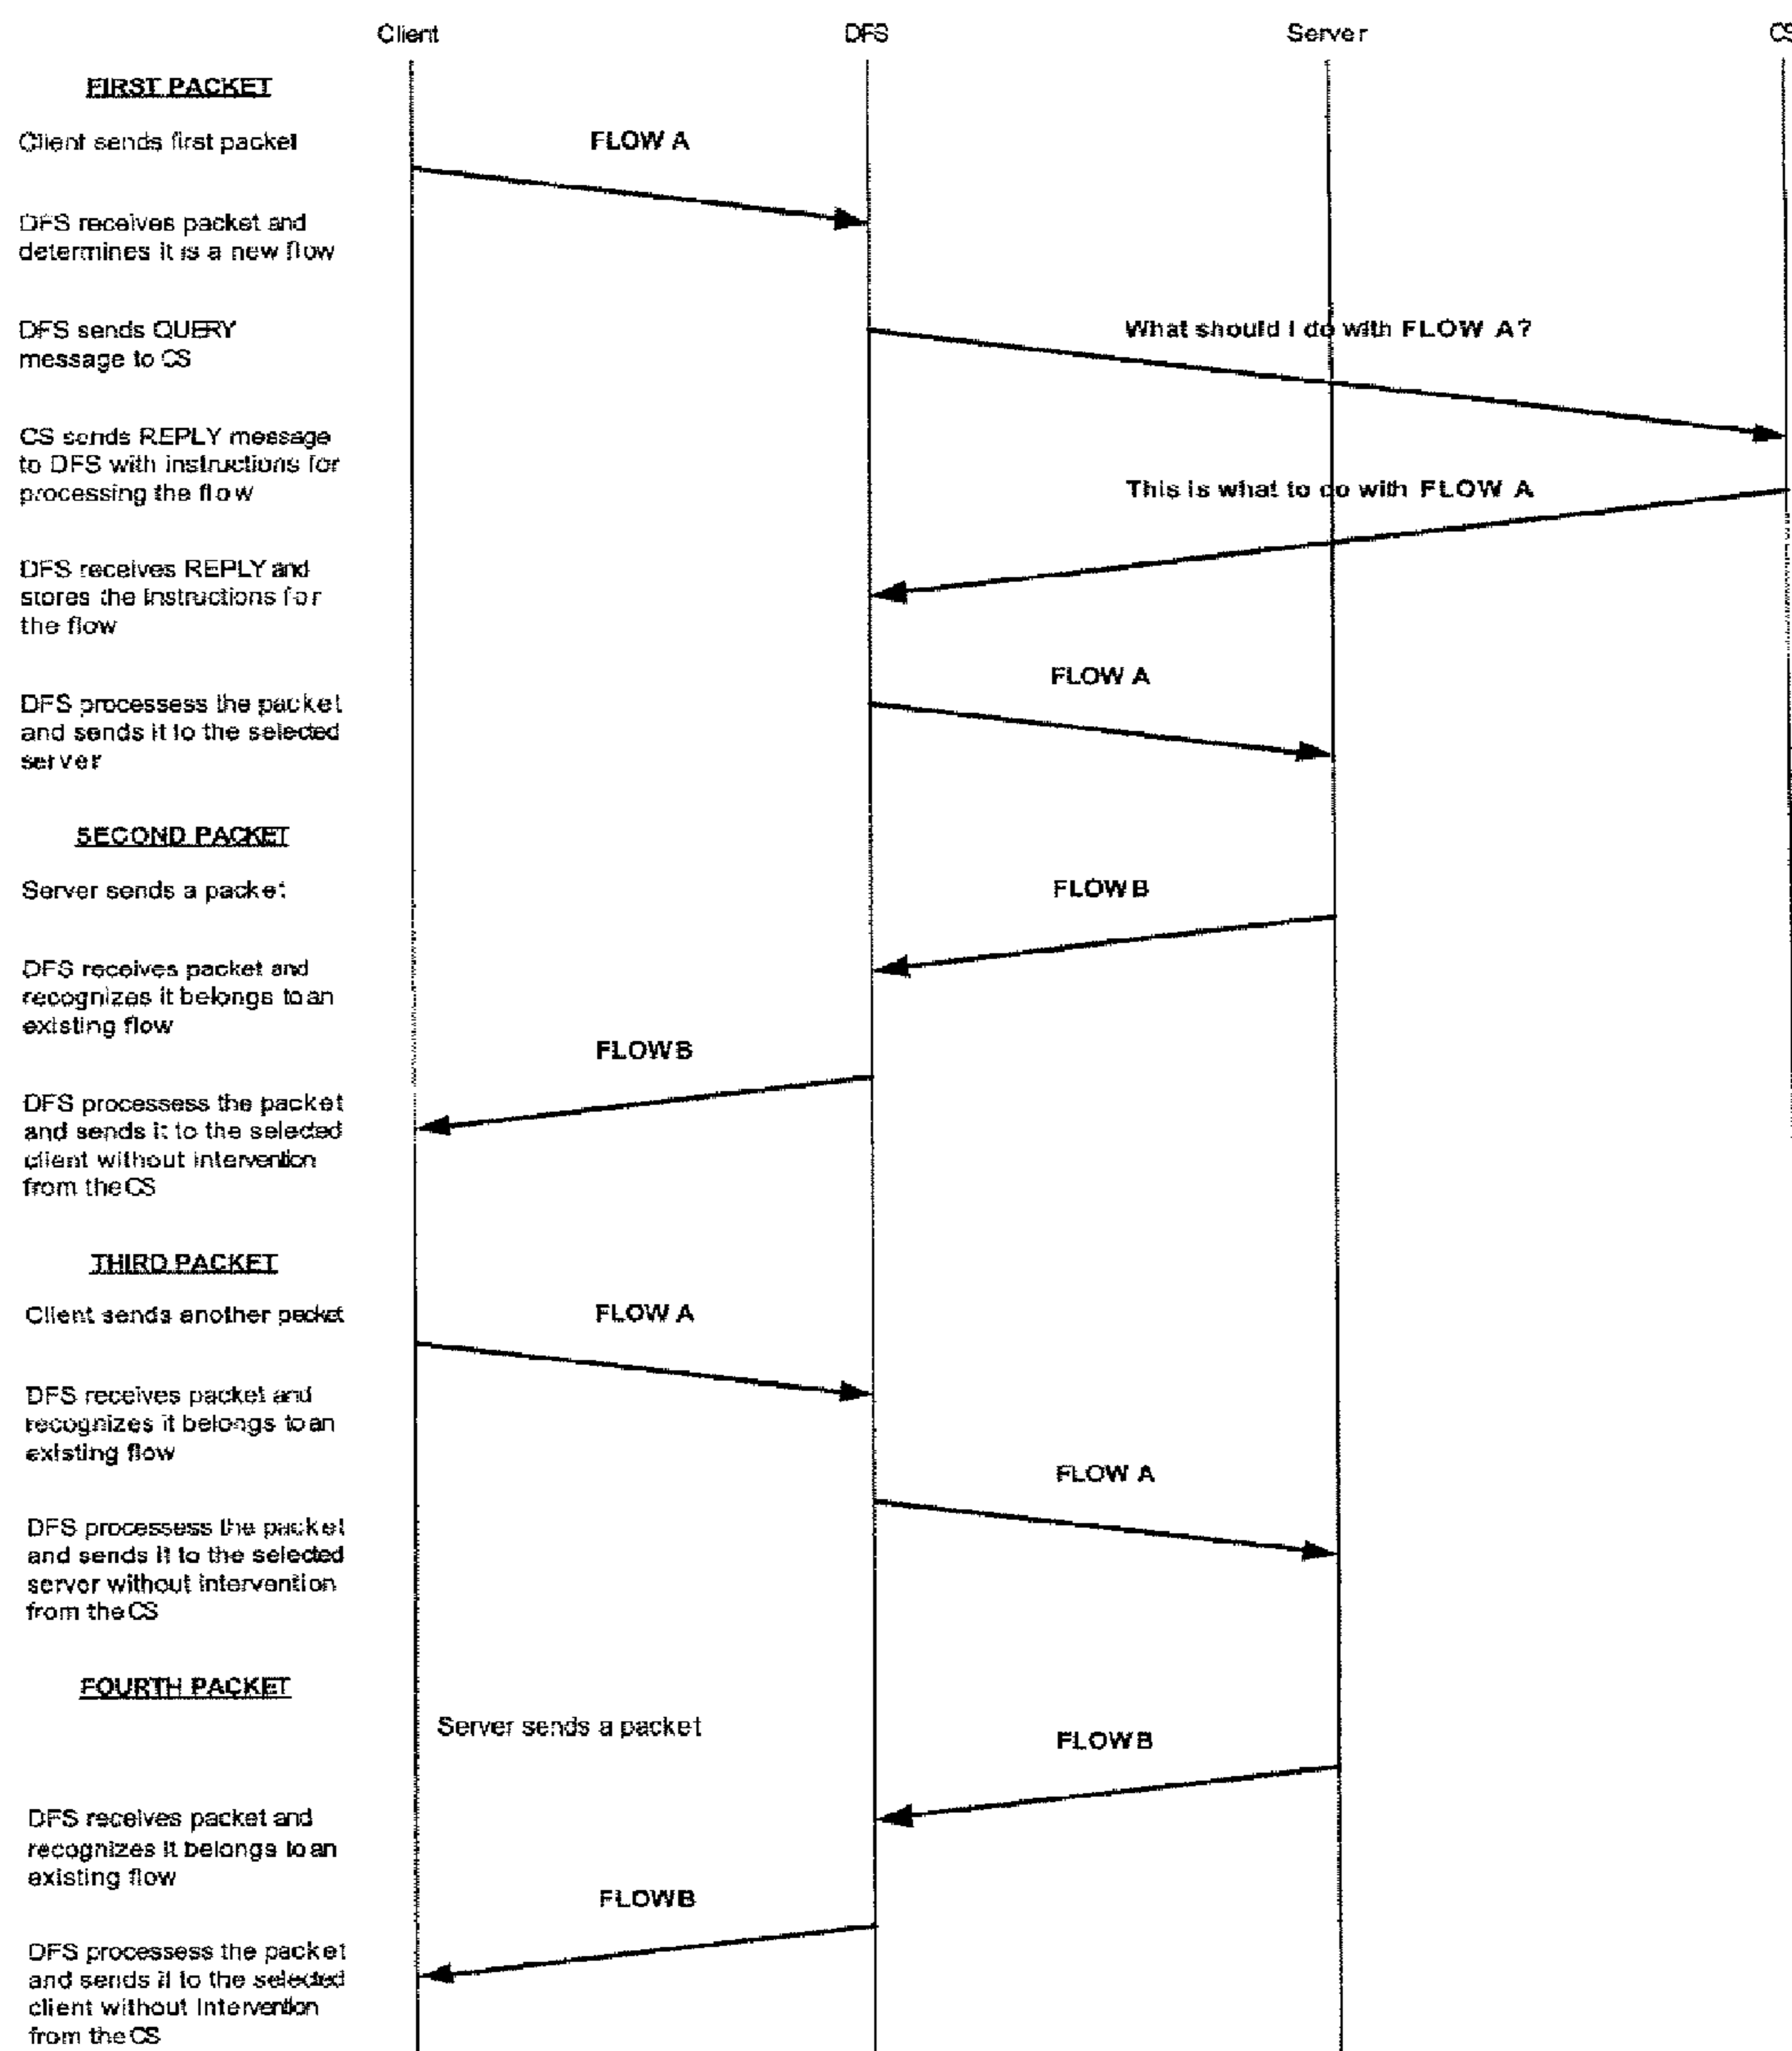 Client DFS Server CS
FIRST PACKET
Client sends first packet
FLOW A
DFS receives packet and
determines it is a new flow
DFS sends QUERY
message to CS
What should I do with FLOW A?
CS sends REPLY message
to DFS with instructions for
processing the flow
This is what to do with FLOW A
DFS receives REPLY and
stores the instructions for
the flow
FLOW A
DFS processess the packet
and sends it to the selected
server
SECOND PACKET
Server sends a packet
FLOW B
DFS receives packet and
recognizes it belongs to an
existing flow
FLOW B
DFS processess the packet
and sends it to the selected
client without intervention
from the CS
THIRD PACKET
Client sends another packet
FLOW A
DFS receives packet and
recognizes it belongs to an
existing flow
FLOW A
DFS processess the packet
and sends it to the selected
server without intervention
from the CS
FOURTH PACKET
Server sends a packet
FLOW B
DFS receives packet and
recognizes it belongs to an
existing flow
FLOW B
DFS processess the packet
and sends it to the selected
client without intervention
from the CS